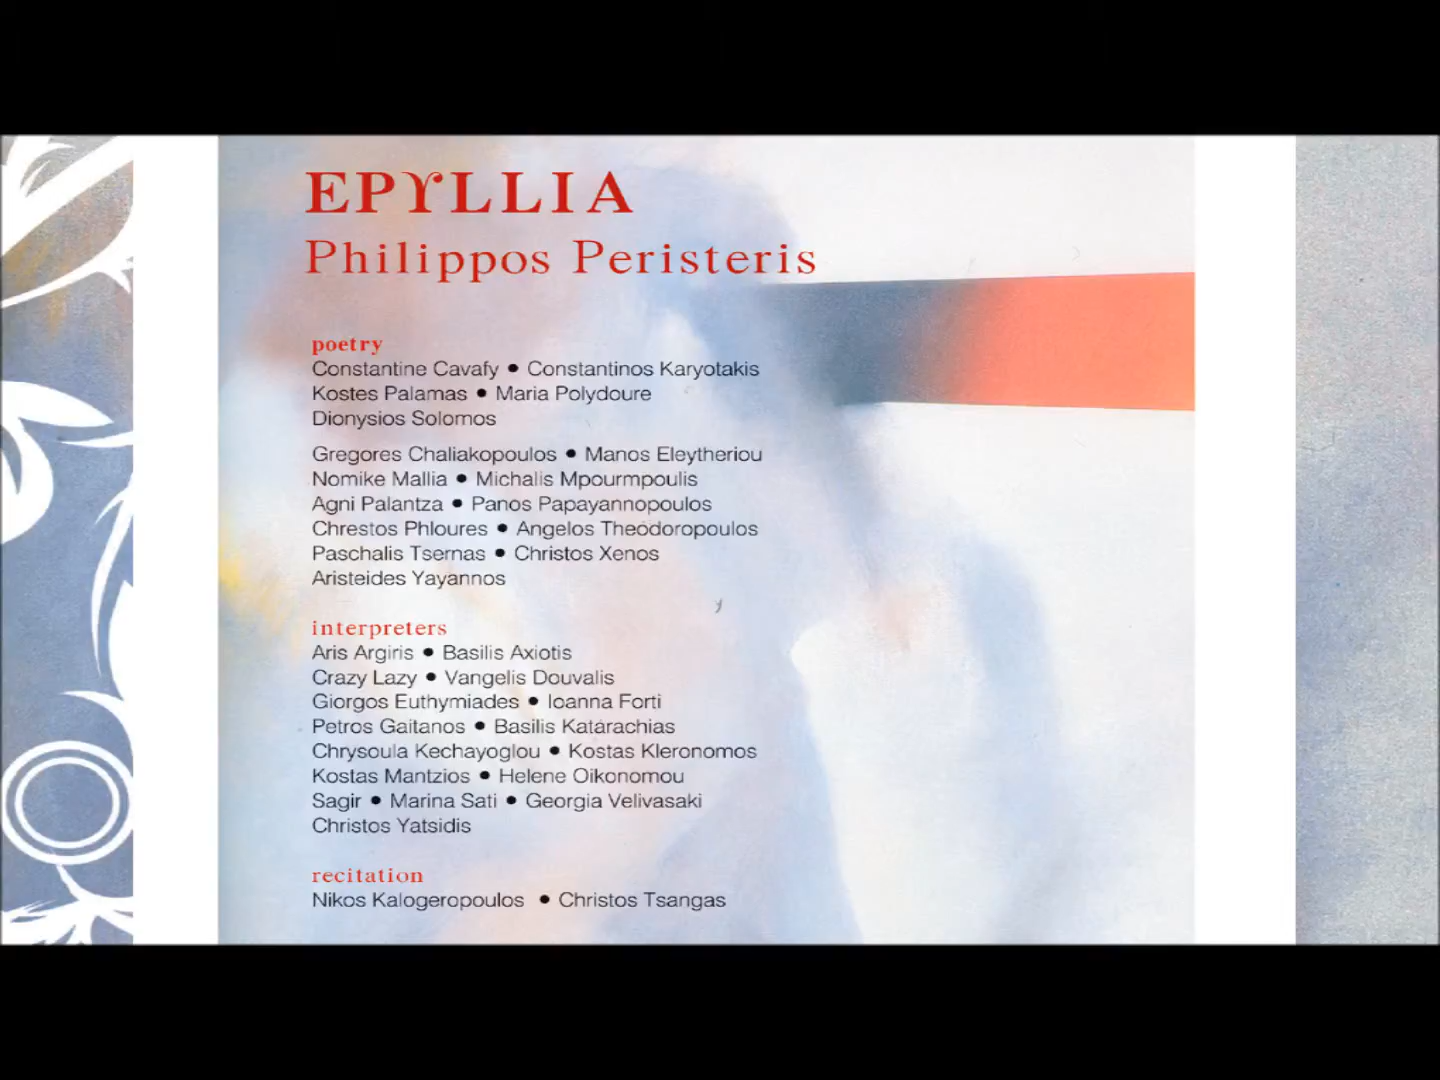 EPYLLIA
Philippos Peristeris
poetry
Constantine Cavafy • Constantinos Karyotakis
Kostes Palamas • Maria Polydoure
Dionysios Solomos
Gregores Chaliakopoulos • Manos Eleytheriou
Nomike Mallia • Michalis Mpourmpoulis
Agni Palantza • Panos Papayannopoulos
Chrestos Phloures • Angelos Theodoropoulos
Paschalis Tsernas • Christos Xenos
Aristeides Yayannos
interpreters
Aris Argiris • Basilis Axiotis
Crazy Lazy • Vangelis Douvalis
Giorgos Euthymiades • Ioanna Forti
Petros Gaitanos • Basilis Katarachias
Chrysoula Kechayoglou • Kostas Kleronomos
Kostas Mantzios • Helene Oikonomou
Sagir • Marina Sati • Georgia Velivasaki
Christos Yatsidis
recitation
Nikos Kalogeropoulos • Christos Tsangas